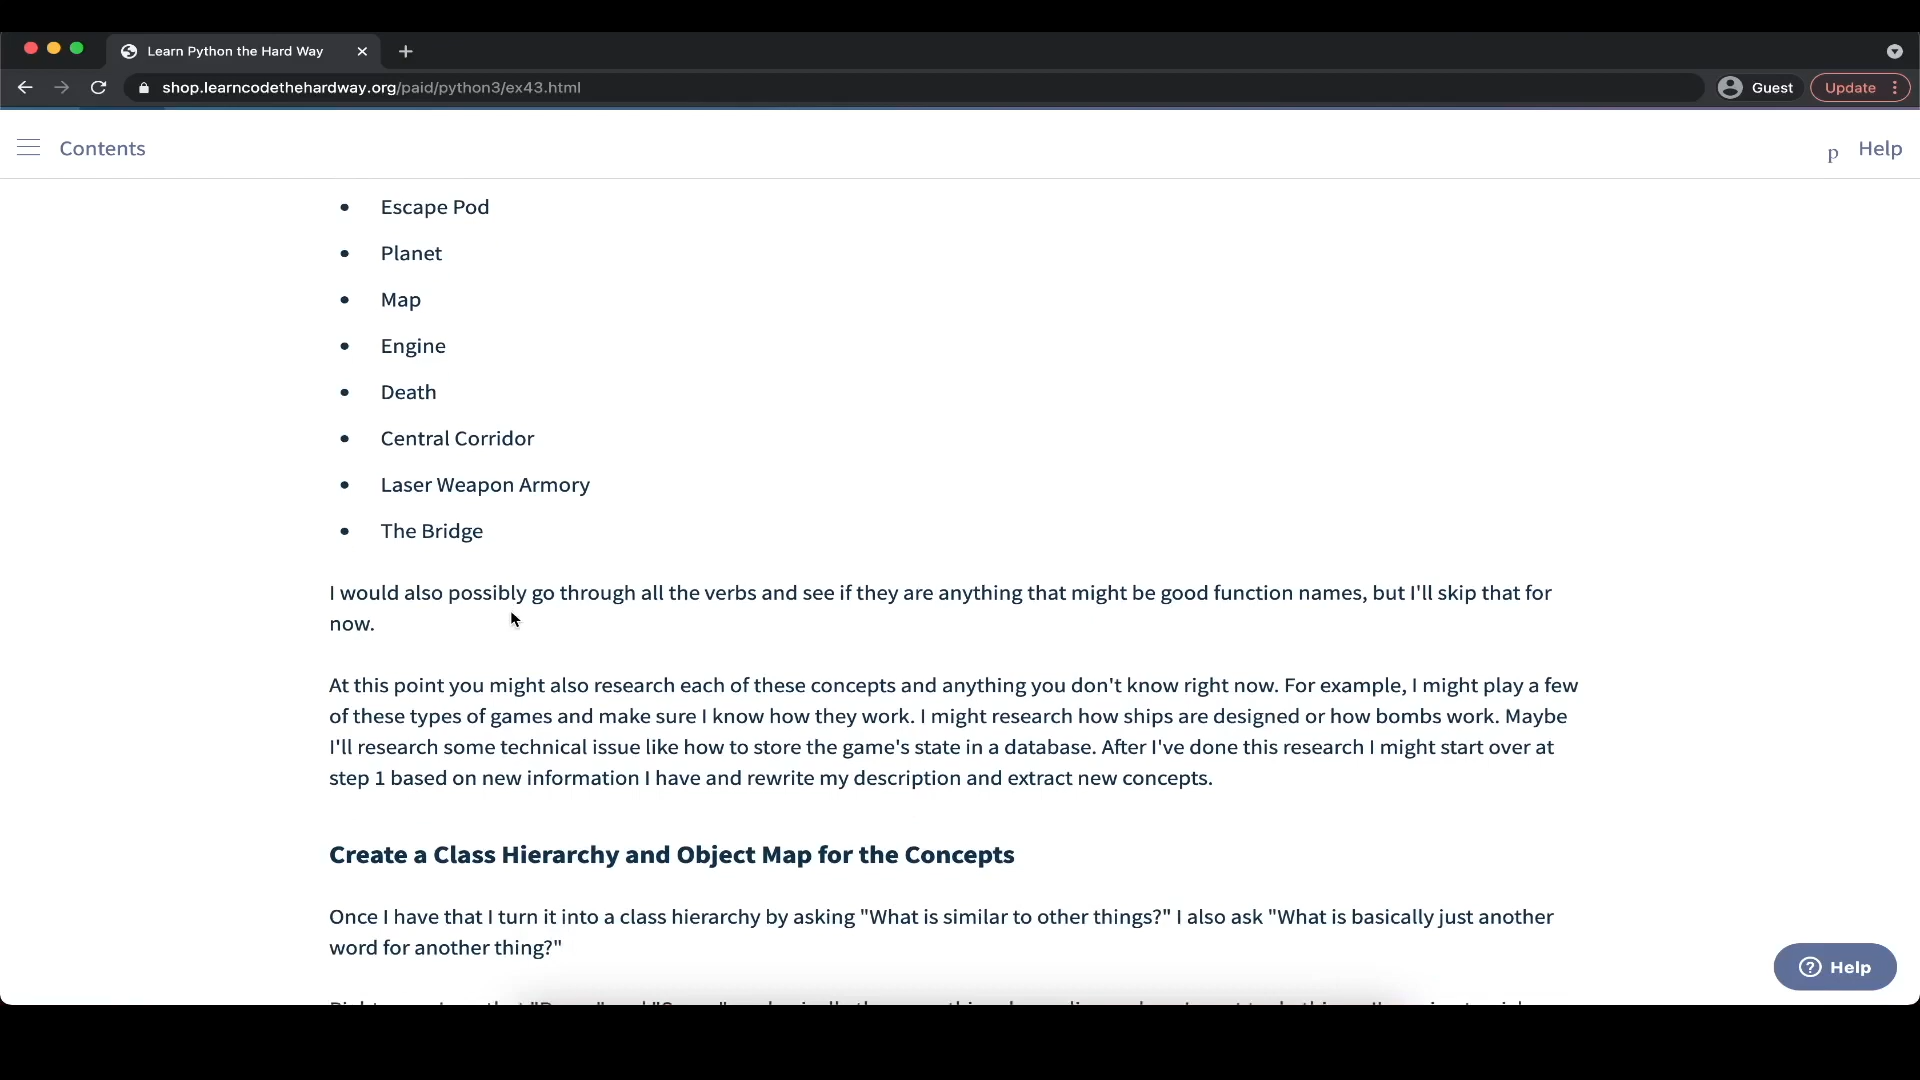 Learn Python the Hard Way
shop.learncodethehardway.org/paid/python3/ex43.html
Guest
Update
Contents
p Help
• Escape Pod
• Planet
• Map
• Engine
• Death
• Central Corridor
• Laser Weapon Armory
• The Bridge
I would also possibly go through all the verbs and see if they are anything that might be good function names, but I'll skip that for
now.
At this point you might also research each of these concepts and anything you don't know right now. For example, I might play a few
of these types of games and make sure I know how they work. I might research how ships are designed or how bombs work. Maybe
I'll research some technical issue like how to store the game's state in a database. After I've done this research I might start over at
step 1 based on new information I have and rewrite my description and extract new concepts.
Create a Class Hierarchy and Object Map for the Concepts
Once I have that I turn it into a class hierarchy by asking "What is similar to other things?" I also ask "What is basically just another
word for another thing?"
Help